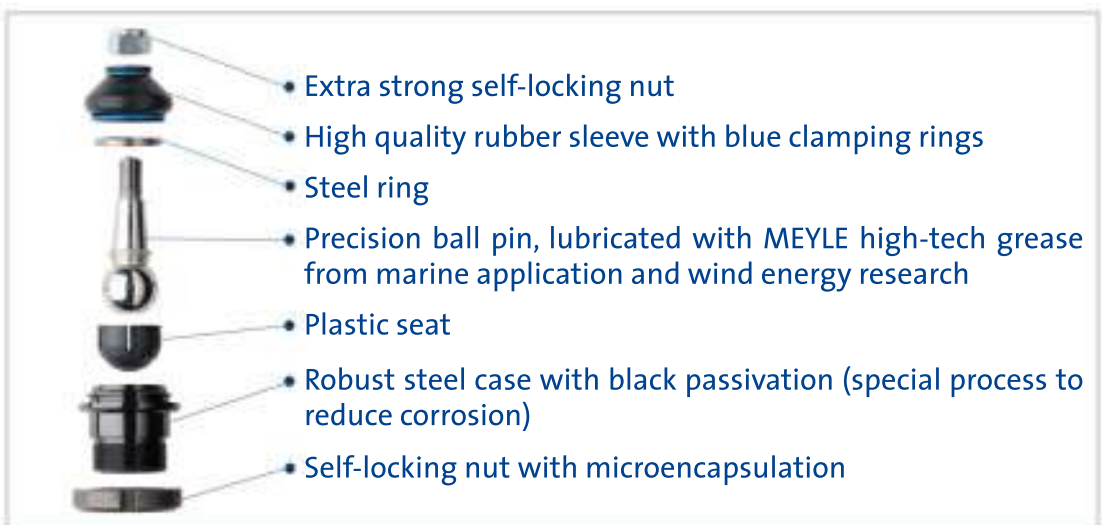 Extra strong self-locking nut
High quality rubber sleeve with blue clamping rings
Steel ring
Precision ball pin, lubricated with MEYLE high-tech grease
from marine application and wind energy research
Plastic seat
Robust steel case with black passivation (special process to
reduce corrosion)
Self-locking nut with microencapsulation